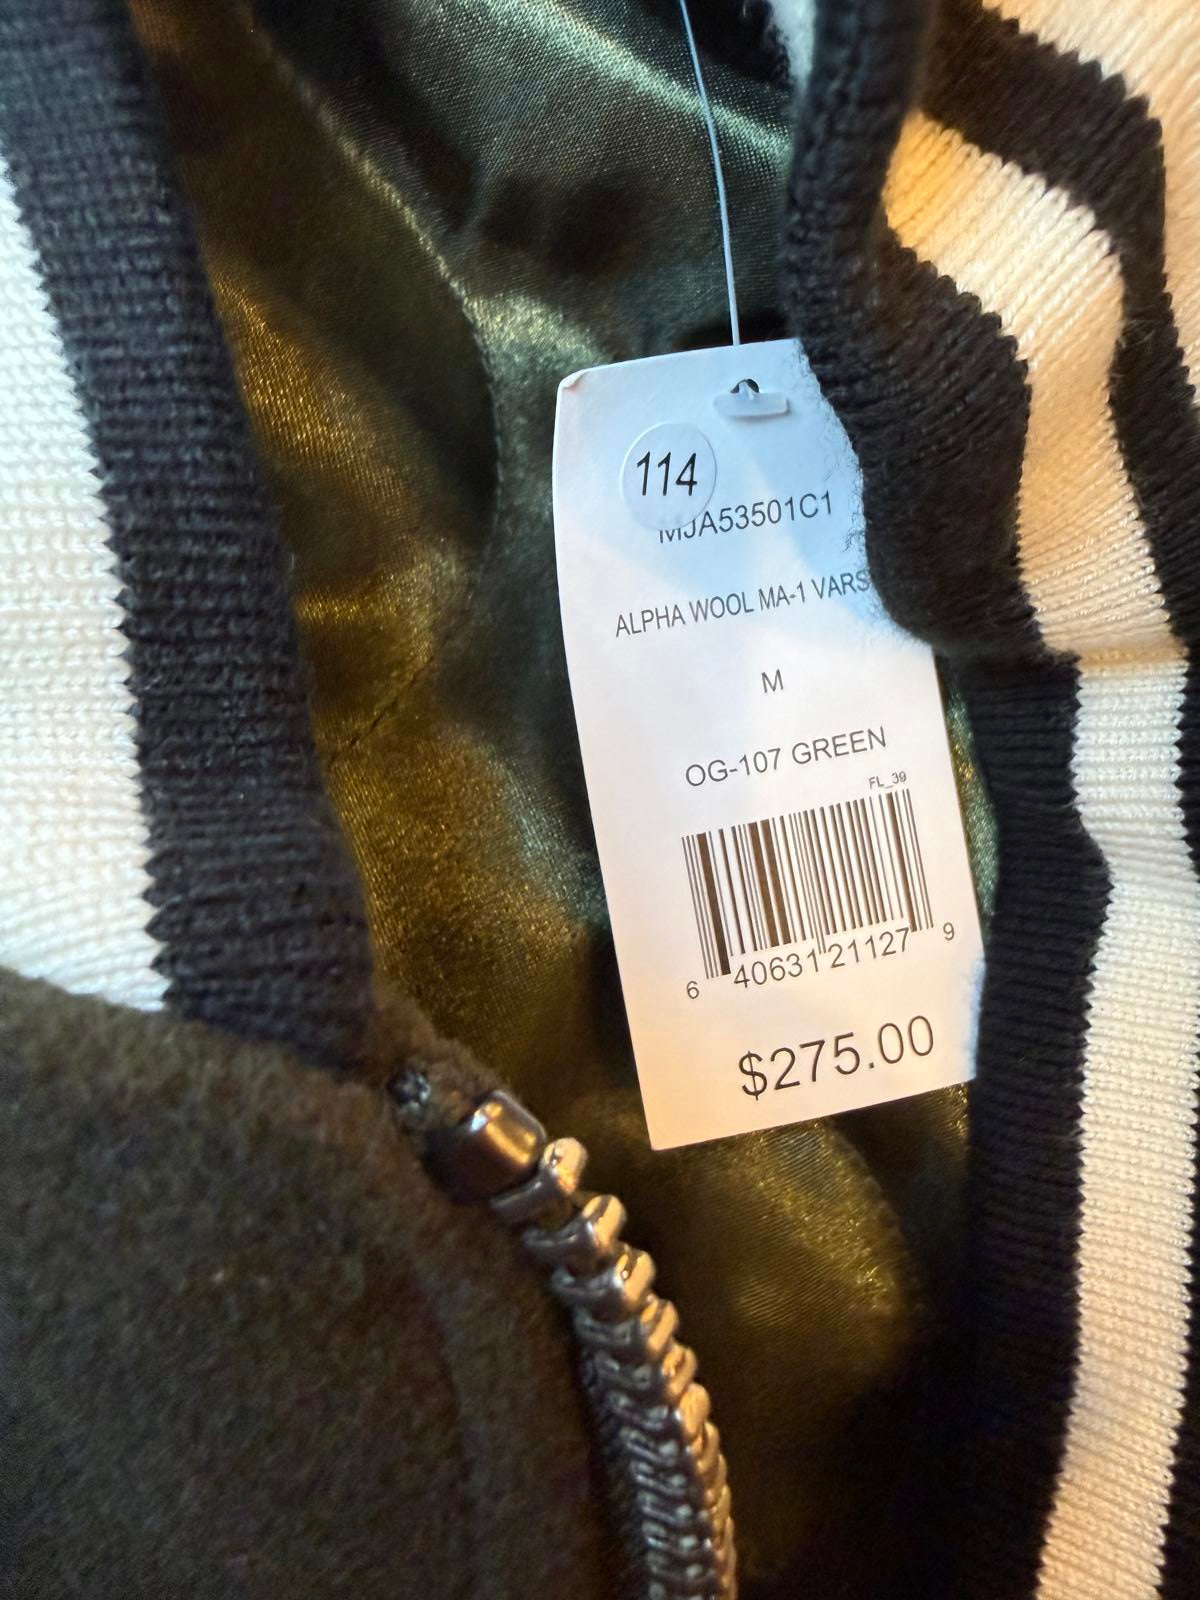 114
MJA53501C1
ALPHA WOOL MA-1 VARS
M
OG-107 GREEN
FL_39
6 40631 21127 9
$275.00